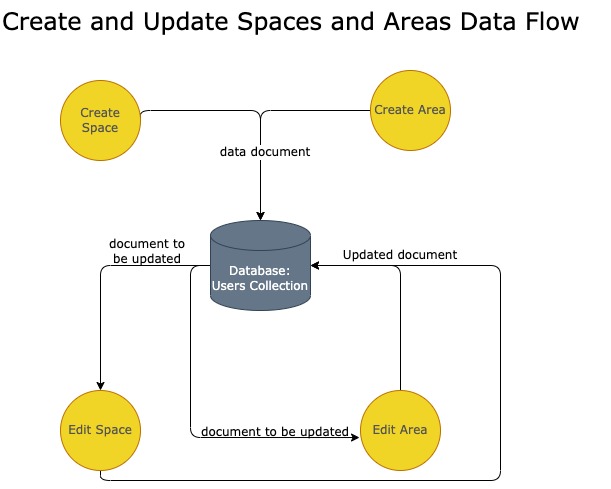 Create and Update Spaces and Areas Data Flow
Create
Space
Create Area
data document
document to
be updated
Database:
Users Collection
Updated document
Edit Space
document to be updated
Edit Area